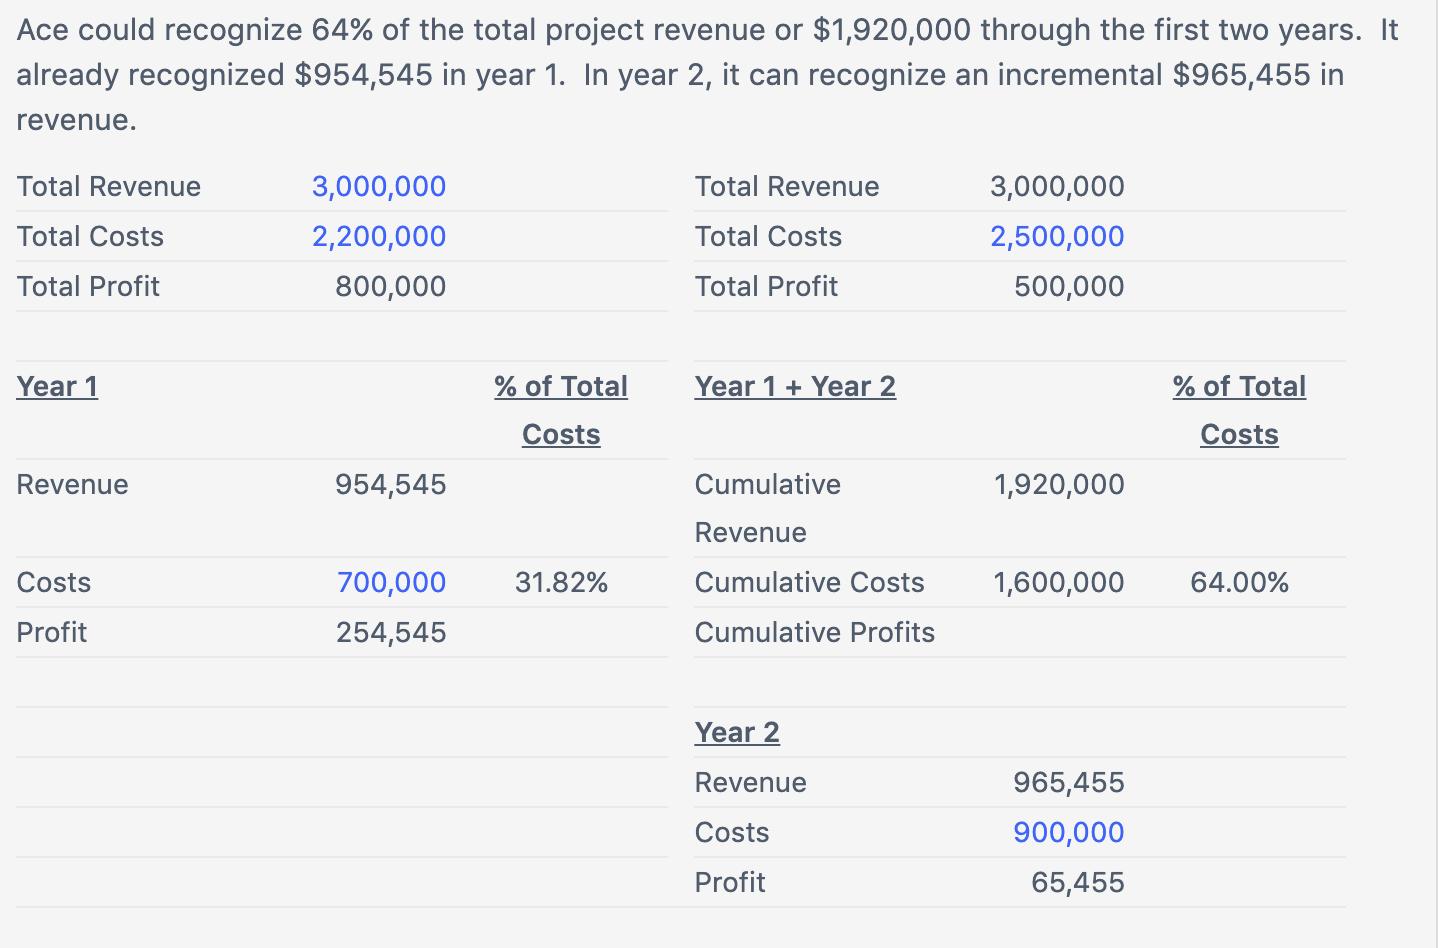 Ace could recognize 64% of the total project revenue or $1,920,000 through the first two years.  It
already recognized $954,545 in year 1.  In year 2, it can recognize an incremental $965,455 in
revenue.
Total Revenue 3,000,000 Total Revenue 3,000,000
Total Costs 2,200,000 Total Costs 2,500,000
Total Profit 800,000 Total Profit 500,000
Year 1 % of Total Year 1 + Year 2 % of Total
Costs Costs
Revenue 954,545 Cumulative 1,920,000
Revenue
Costs 700,000 31.82% Cumulative Costs 1,600,000 64.00%
Profit 254,545 Cumulative Profits
Year 2
Revenue 965,455
Costs 900,000
Profit 65,455